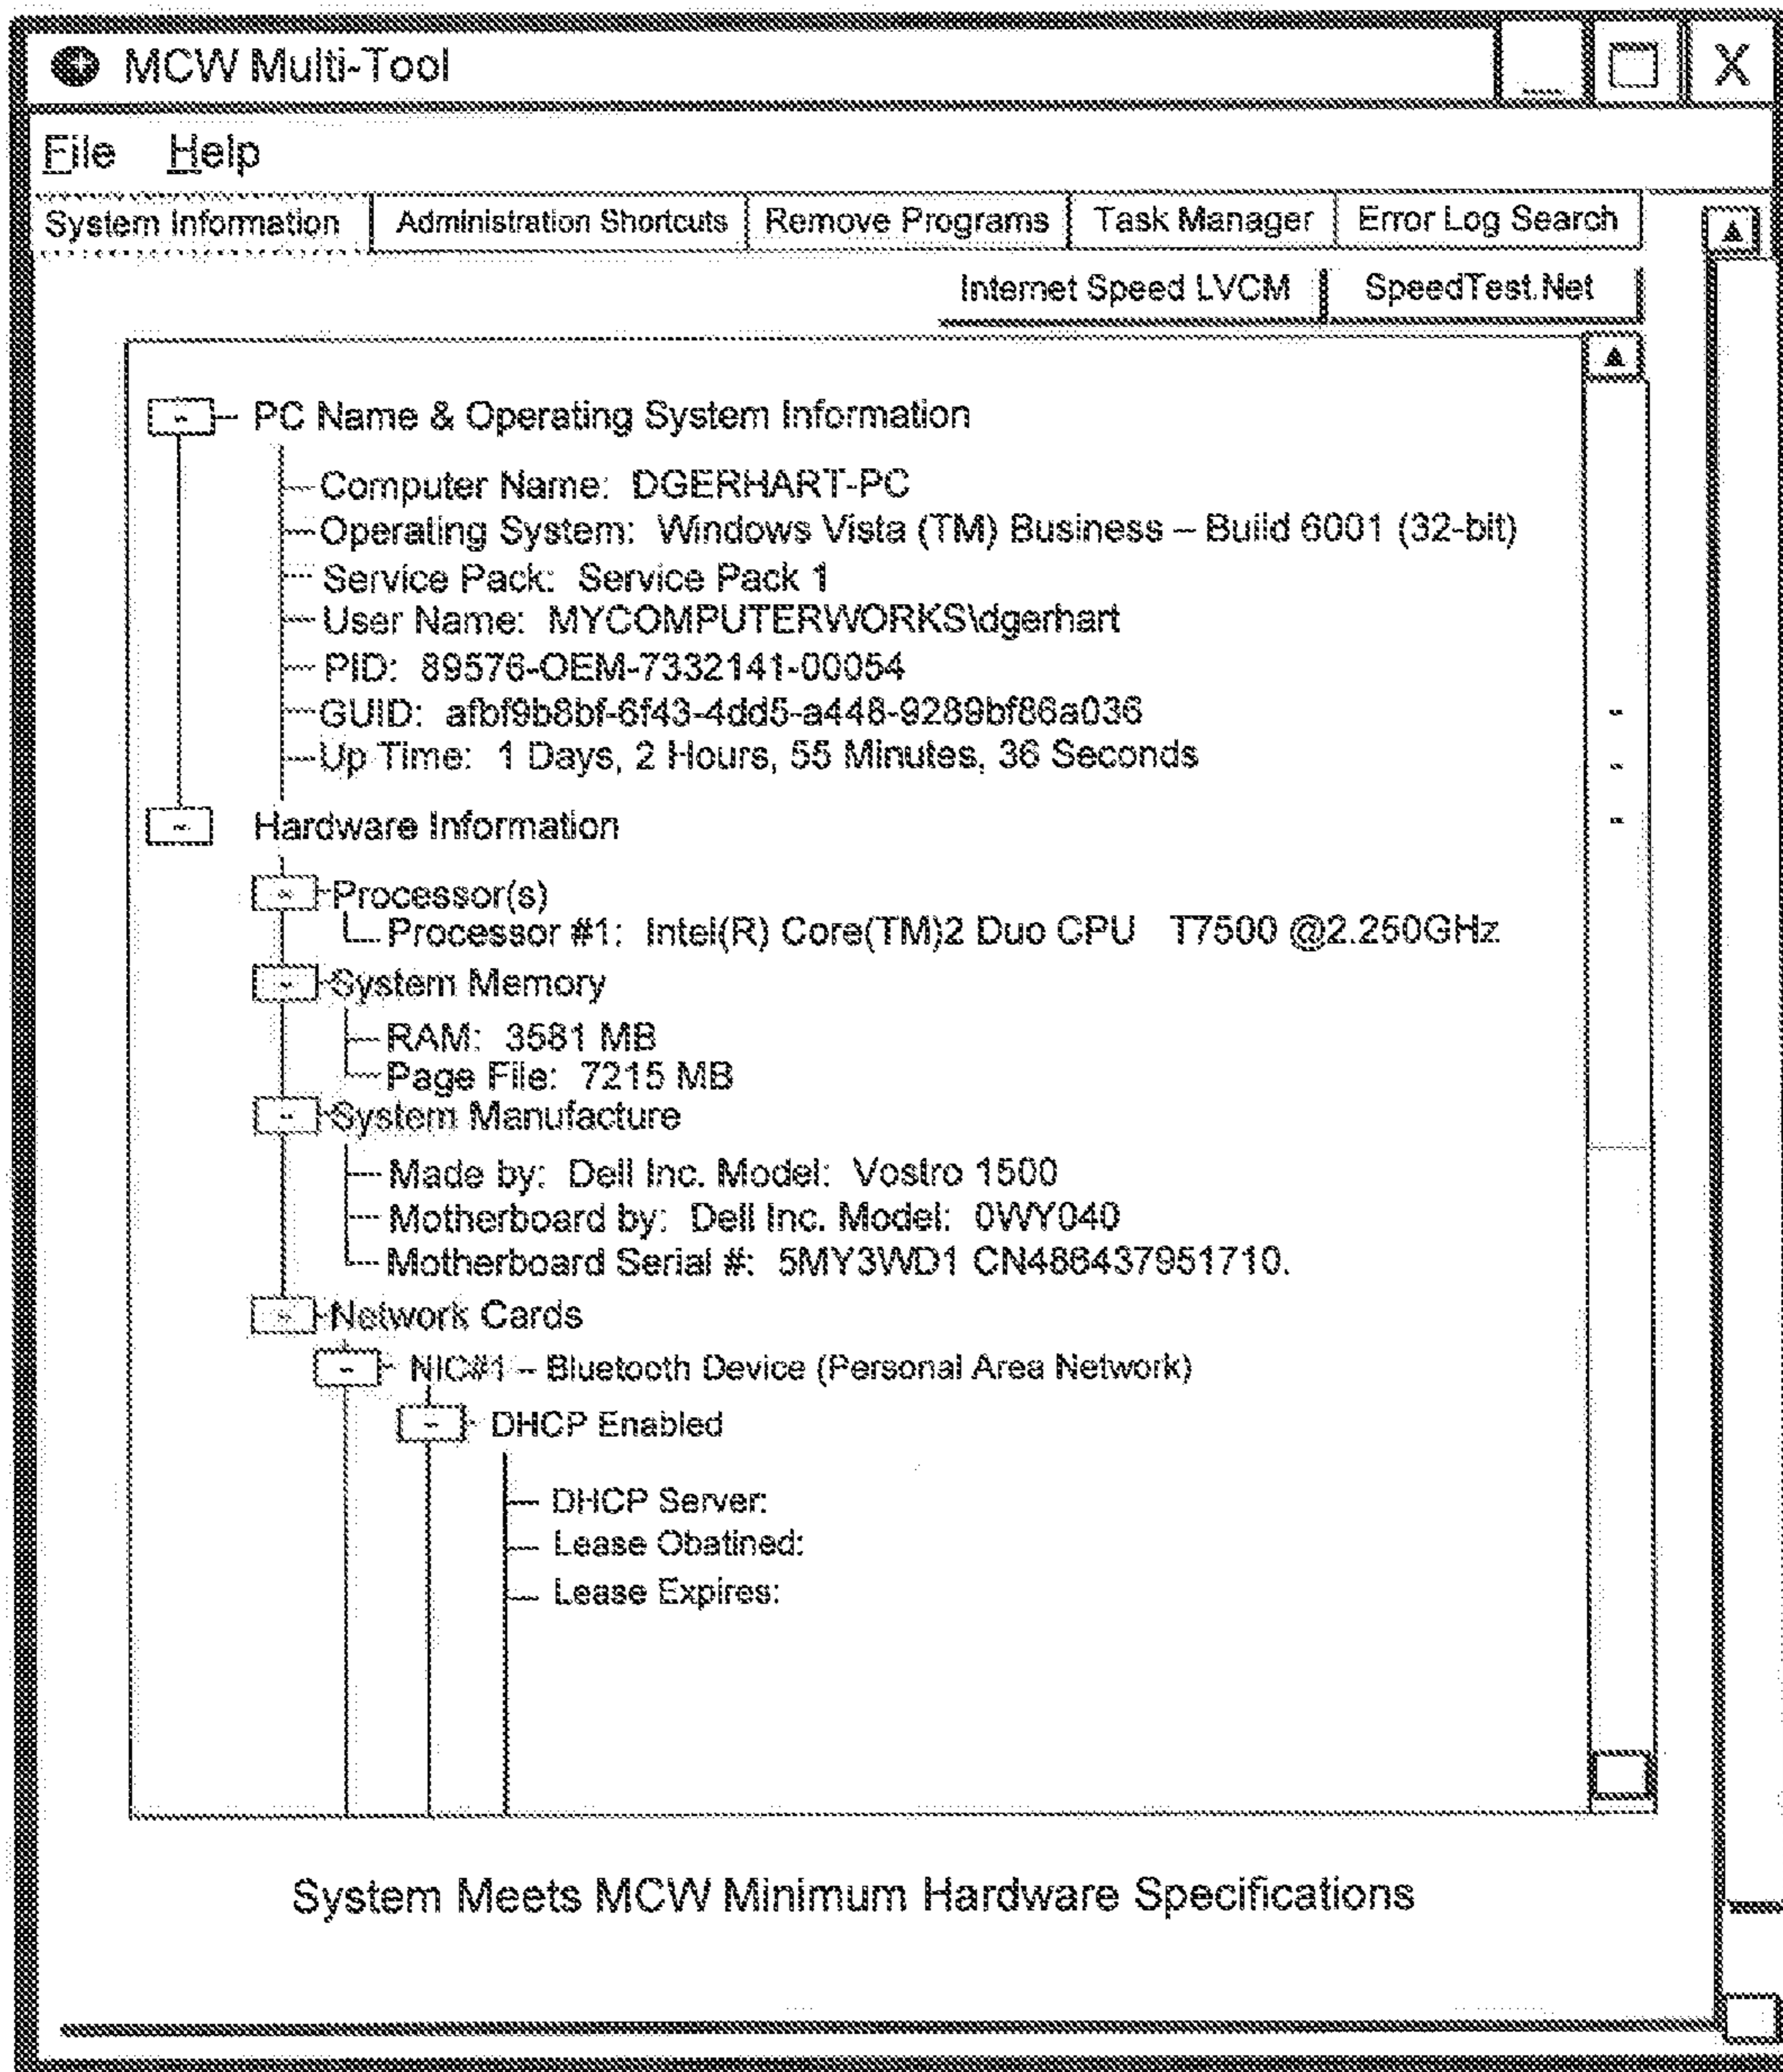 MCW Multi-Tool
File Help
System Information Administration Shortcuts Remove Programs Task Manager Error Log Search
Internet Speed LVCM SpeedTest.Net
PC Name & Operating System Information
Computer Name: DGERHART-PC
Operating System: Windows Vista (TM) Business – Build 6001 (32-bit)
Service Pack: Service Pack 1
User Name: MYCOMPUTERWORKS\dgerhart
PID: 89576-OEM-7332141-00054
GUID: afbf9b8bf-6f43-4dd5-a448-9289bf86a036
Up Time: 1 Days, 2 Hours, 55 Minutes, 36 Seconds
Hardware Information
Processor(s)
Processor #1: Intel(R) Core(TM)2 Duo CPU T7500 @2.250GHz
System Memory
RAM: 3581 MB
Page File: 7215 MB
System Manufacture
Made by: Dell Inc. Model: Vostro 1500
Motherboard by: Dell Inc. Model: 0WY040
Motherboard Serial #: 5MY3WD1 CN486437951710.
Network Cards
NIC#1 – Bluetooth Device (Personal Area Network)
DHCP Enabled
DHCP Server:
Lease Obatined:
Lease Expires:
System Meets MCW Minimum Hardware Specifications